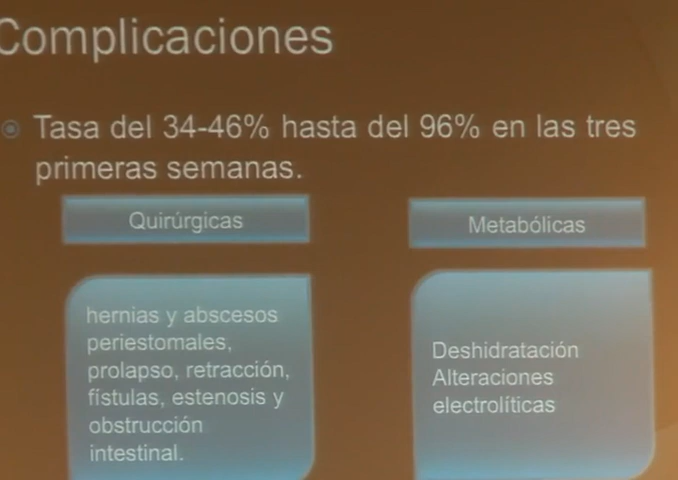 Complicaciones
Tasa del 34-46% hasta del 96% en las tres
primeras semanas.
Quirúrgicas
Metabólicas
hernias y abscesos
periestomales,
prolapso, retracción,
fístulas, estenosis y
obstrucción
intestinal.
Deshidratación
Alteraciones
electrolíticas